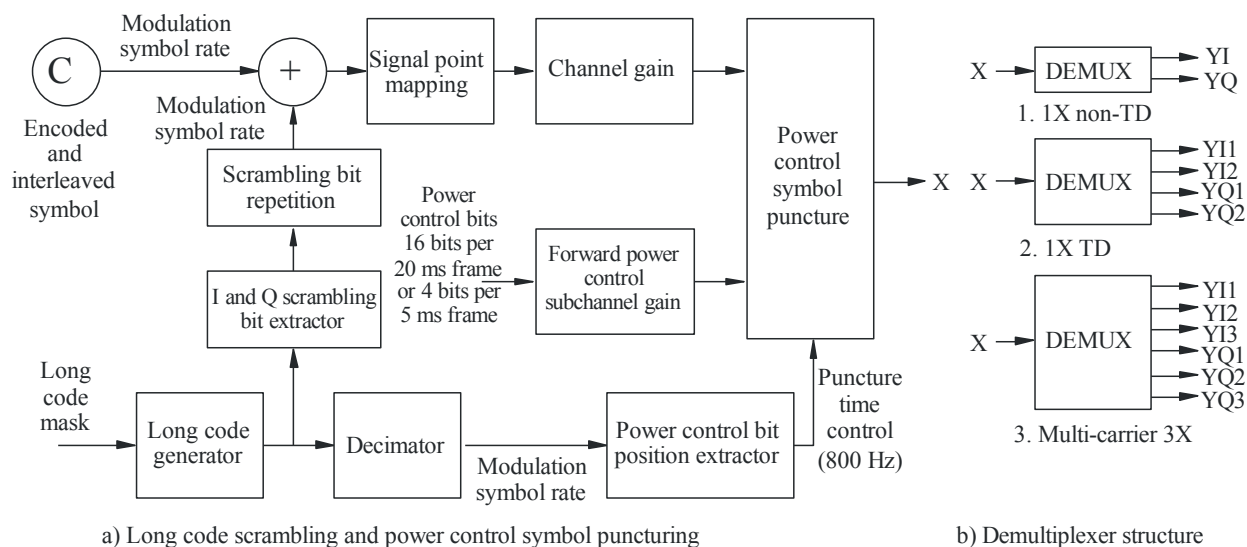 Modulation
symbol rate
C
+
Signal point
mapping
Channel gain
Modulation
symbol rate
Encoded
and
interleaved
symbol
Scrambling bit
repetition
Power
control
symbol
puncture
X
Power
control bits
16 bits per
20 ms frame
or 4 bits per
5 ms frame
Forward power
control
subchannel gain
I and Q scrambling
bit extractor
Long
code
mask
Long code
generator
Decimator
Modulation
symbol rate
Power control bit
position extractor
Puncture
time
control
(800 Hz)
a) Long code scrambling and power control symbol puncturing
X
DEMUX
YI
YQ
1. 1X non-TD
X
DEMUX
YI1
YI2
YQ1
YQ2
2. 1X TD
X
DEMUX
YI1
YI2
YI3
YQ1
YQ2
YQ3
3. Multi-carrier 3X
b) Demultiplexer structure